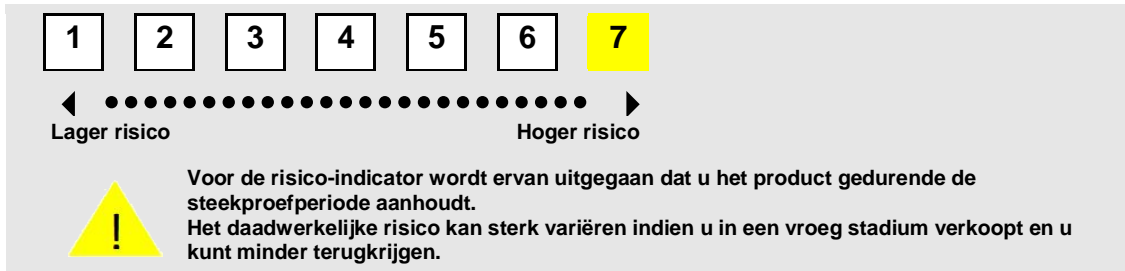 1 2 3 4 5 6 7
Lager risico Hoger risico
! Voor de risico-indicator wordt ervan uitgegaan dat u het product gedurende de
steekproefperiode aanhoudt.
Het daadwerkelijke risico kan sterk variëren indien u in een vroeg stadium verkoopt en u
kunt minder terugkrijgen.